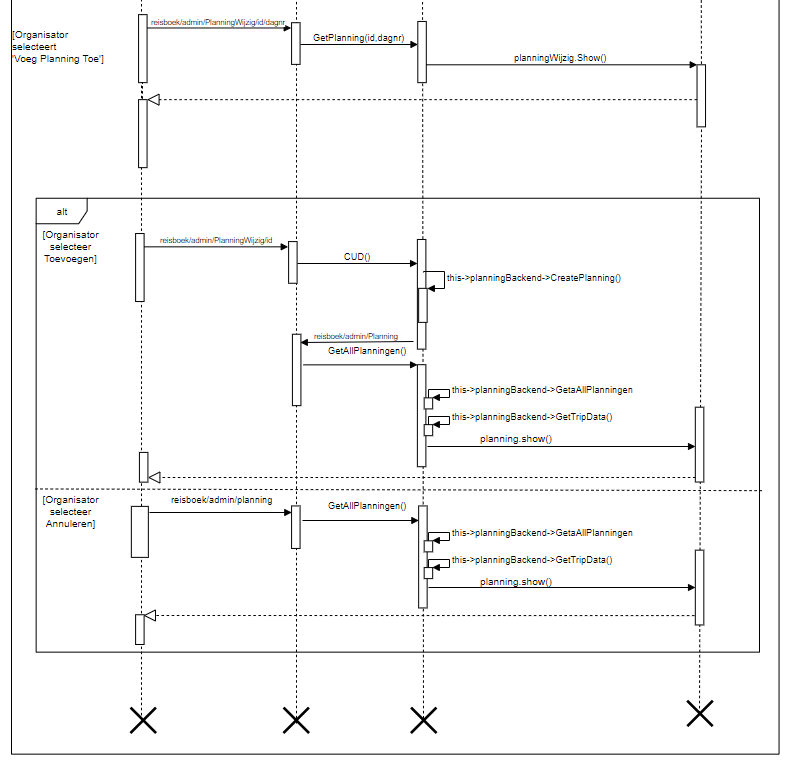 reisboek/admin/PlanningWijzig/id/dagnr
[Organisator
selecteert
'Voeg Planning Toe']
GetPlanning(id,dagnr)
planningWijzig.Show()
alt
[Organisator
selecteer
Toevoegen]
reisboek/admin/PlanningWijzig/id
CUD()
this->planningBackend->CreatePlanning()
reisboek/admin/Planning
GetAllPlanningen()
this->planningBackend->GetaAllPlanningen
this->planningBackend->GetTripData()
planning.show()
[Organisator
selecteer
Annuleren]
reisboek/admin/planning
GetAllPlanningen()
this->planningBackend->GetaAllPlanningen
this->planningBackend->GetTripData()
planning.show()